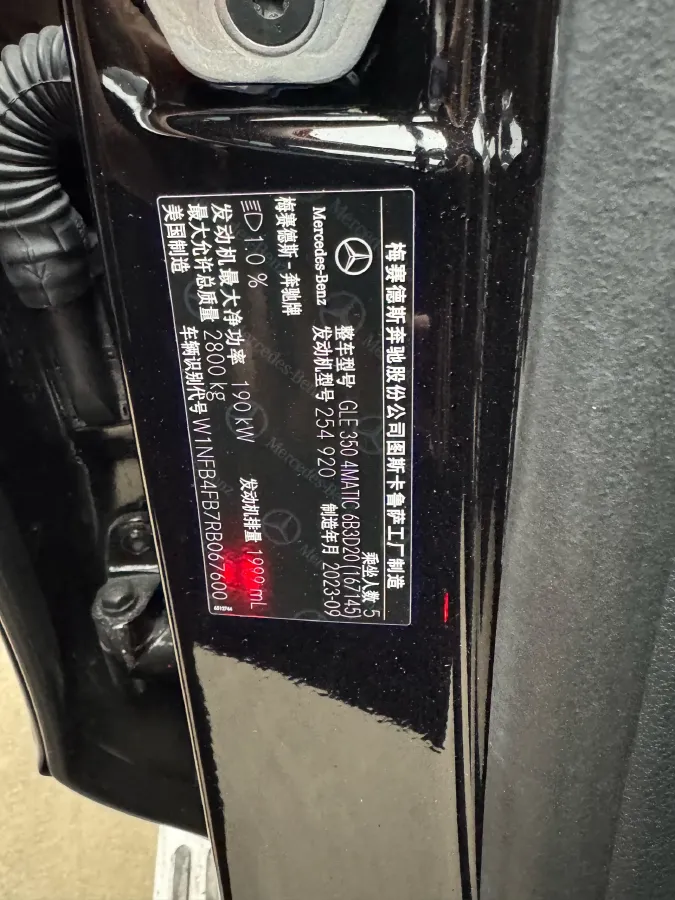 梅赛德斯奔驰股份公司图斯卡鲁萨工厂制造
Mercedes-Benz
梅赛德斯-奔驰牌
乘坐人数 5
整车型号 GLE 350 4MATIC 6B3D20(167145)
发动机型号 254 920 制造年月 2023-09
1.0 %
发动机最大净功率 190 kW 发动机排量 1999 mL
最大允许总质量 2800 kg
美国制造 车辆识别代号 W1NFB4FB7RB067600